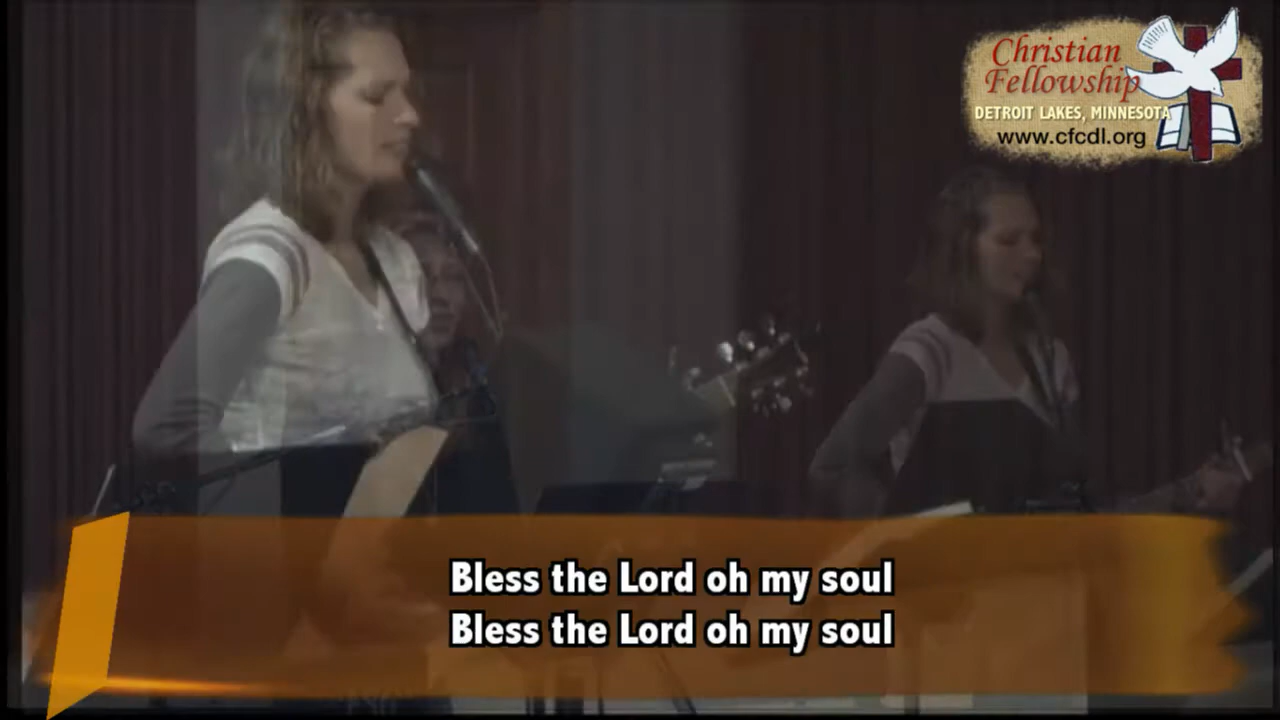 Christian
Fellowship
DETROIT LAKES, MINNESOTA
www.cfcdl.org
Bless the Lord oh my soul
Bless the Lord oh my soul